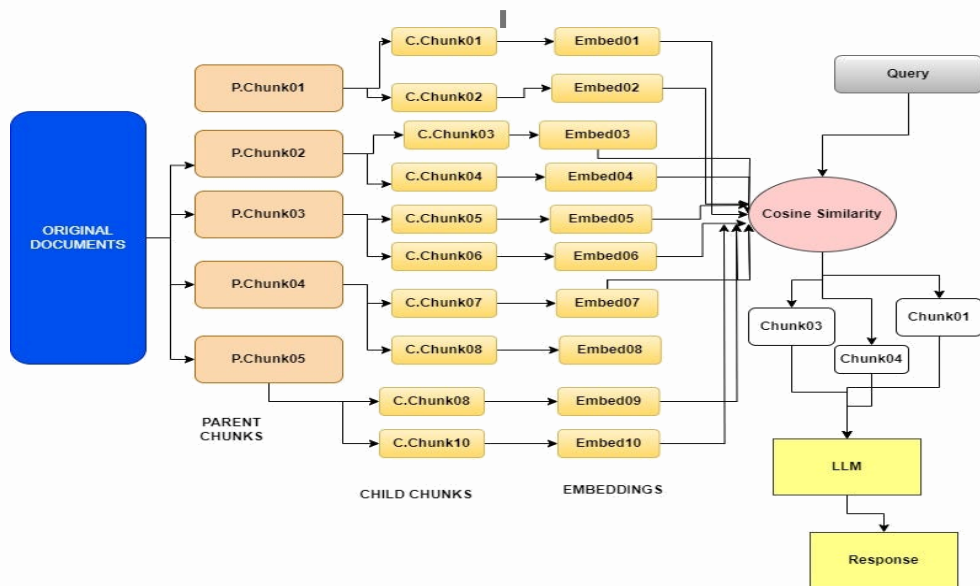 C.Chunk01
Embed01
Query
P.Chunk01
C.Chunk02
Embed02
P.Chunk02
C.Chunk03
Embed03
C.Chunk04
Embed04
ORIGINAL
DOCUMENTS
P.Chunk03
C.Chunk05
Embed05
Cosine Similarity
C.Chunk06
Embed06
P.Chunk04
C.Chunk07
Embed07
Chunk03
Chunk01
P.Chunk05
C.Chunk08
Embed08
Chunk04
C.Chunk08
Embed09
PARENT
CHUNKS
C.Chunk10
Embed10
CHILD CHUNKS
EMBEDDINGS
LLM
Response